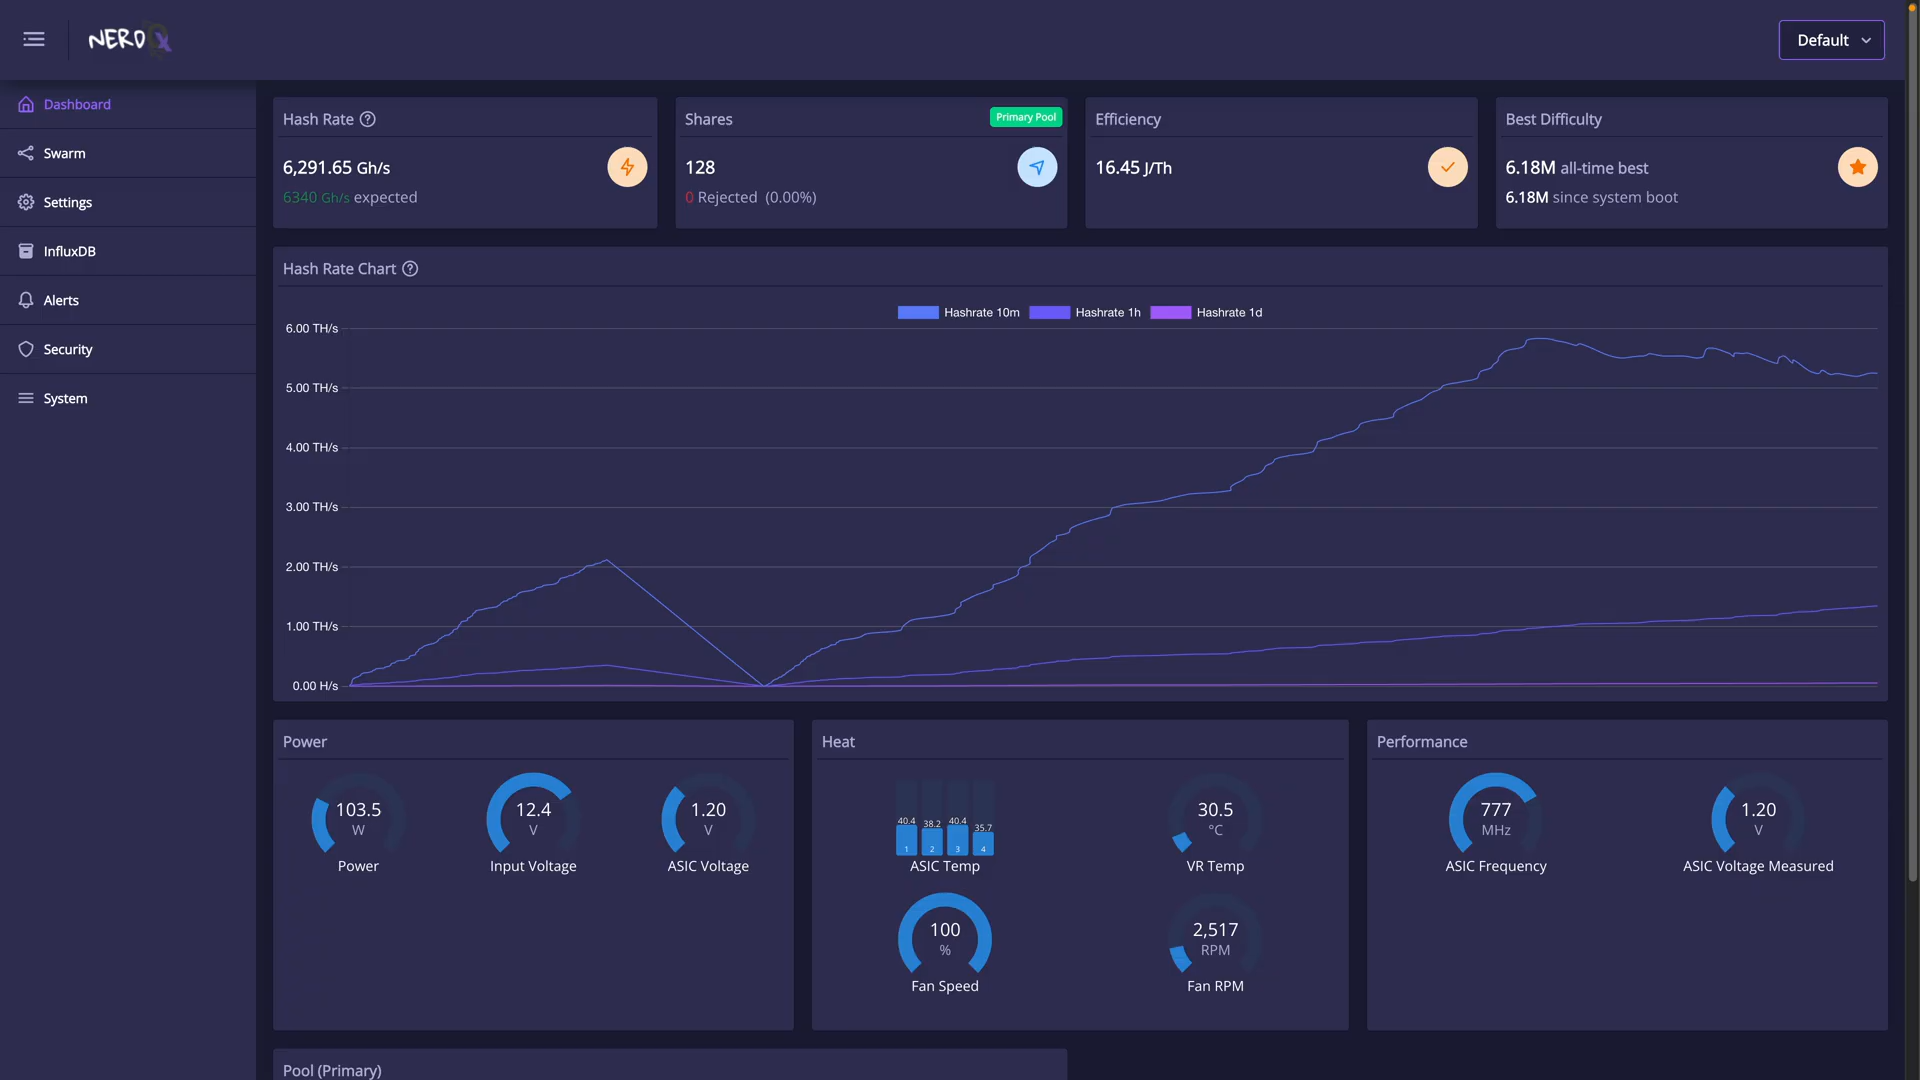 NERDQX
Default
Dashboard
Swarm
Settings
InfluxDB
Alerts
Security
System
Hash Rate
6,291.65 Gh/s
6340 Gh/s expected
Shares
Primary Pool
128
0 Rejected (0.00%)
Efficiency
16.45 J/Th
Best Difficulty
6.18M all-time best
6.18M since system boot
Hash Rate Chart
Hashrate 10m Hashrate 1h Hashrate 1d
6.00 TH/s
5.00 TH/s
4.00 TH/s
3.00 TH/s
2.00 TH/s
1.00 TH/s
0.00 H/s
Power
103.5
W
Power
12.4
V
Input Voltage
1.20
V
ASIC Voltage
Heat
40.4 38.2 40.4 35.7
1 2 3 4
ASIC Temp
30.5
°C
VR Temp
100
%
Fan Speed
2,517
RPM
Fan RPM
Performance
777
MHz
ASIC Frequency
1.20
V
ASIC Voltage Measured
Pool (Primary)